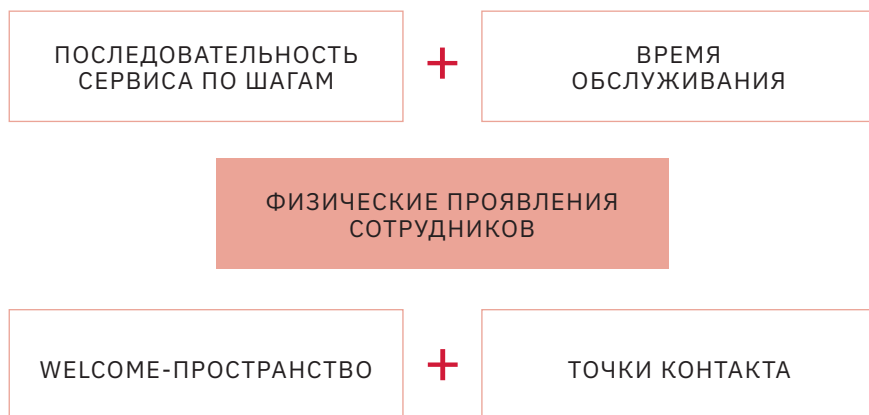 ПОСЛЕДОВАТЕЛЬНОСТЬ
СЕРВИСА ПО ШАГАМ
+
ВРЕМЯ
ОБСЛУЖИВАНИЯ
ФИЗИЧЕСКИЕ ПРОЯВЛЕНИЯ
СОТРУДНИКОВ
WELCOME-ПРОСТРАНСТВО
+
ТОЧКИ КОНТАКТА